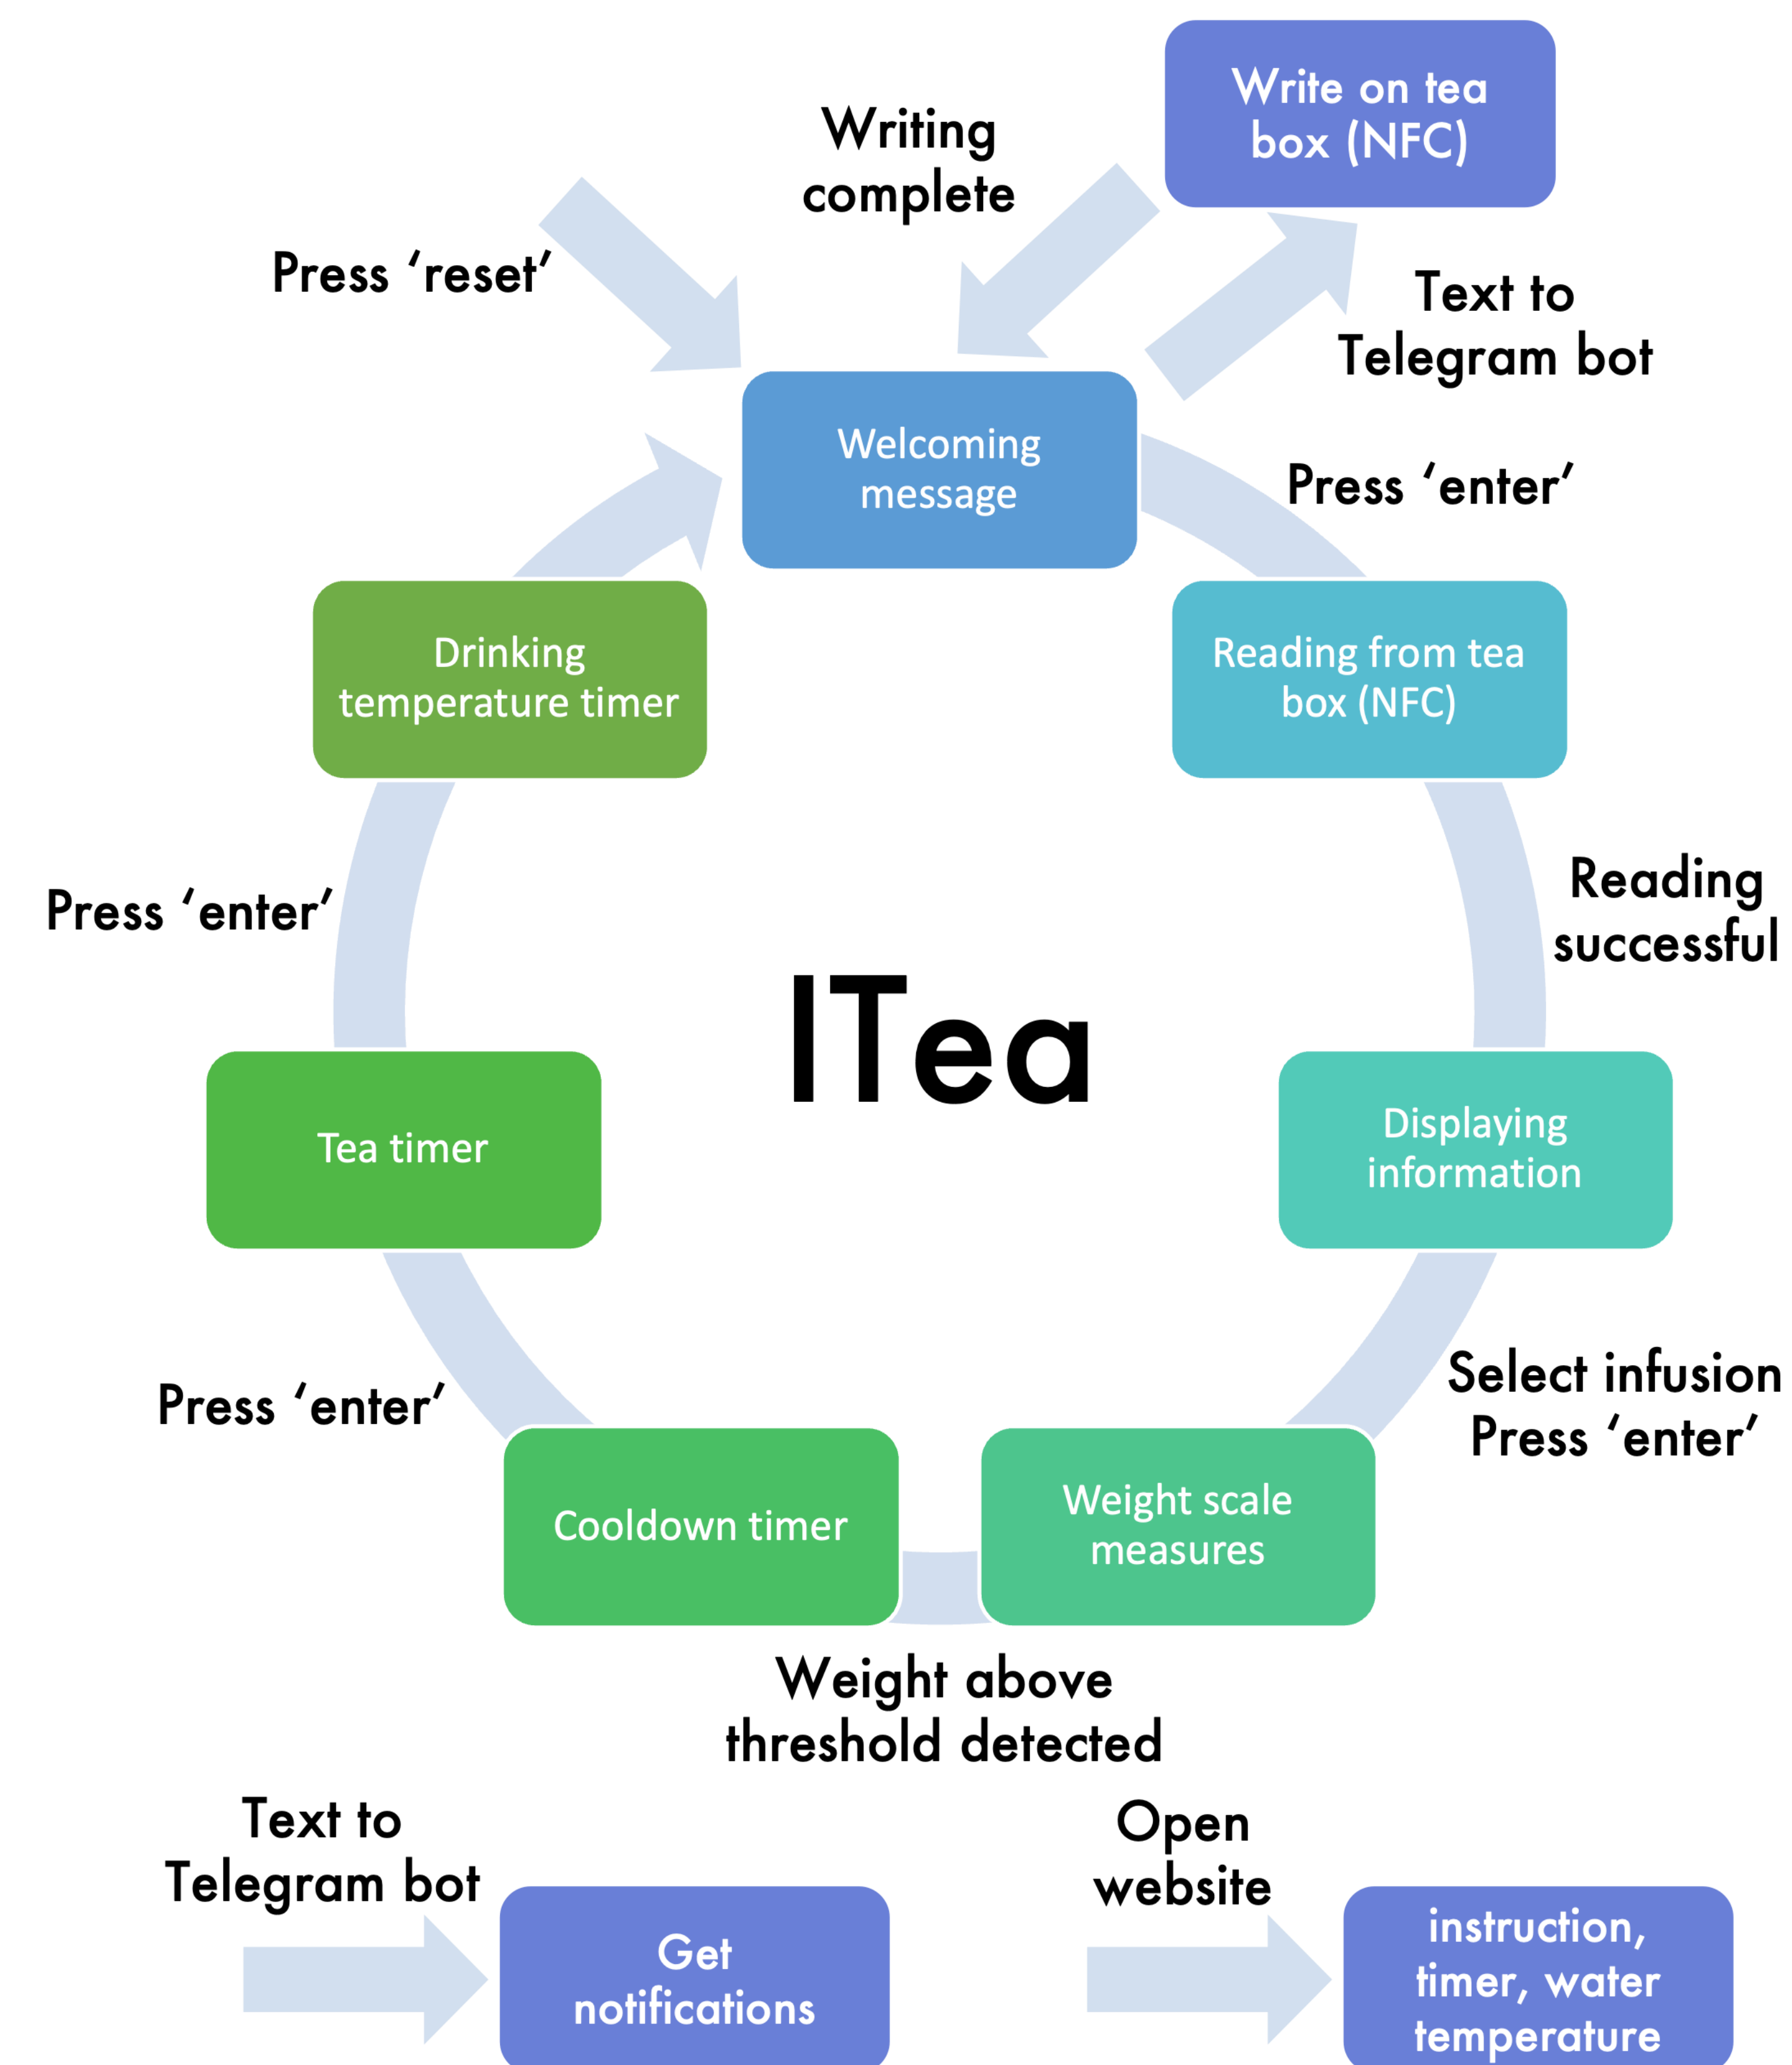 Write on tea
box (NFC)
Writing
complete
Press ‘reset’
Text to
Telegram bot
Welcoming
message
Press ‘enter’
Drinking
temperature timer
Reading from tea
box (NFC)
Press ‘enter’
Reading
successful
ITea
Tea timer
Displaying
information
Press ‘enter’
Select infusion
Press ‘enter’
Cooldown timer
Weight scale
measures
Weight above
threshold detected
Text to
Telegram bot
Get
notifications
Open
website
instruction,
timer, water
temperature